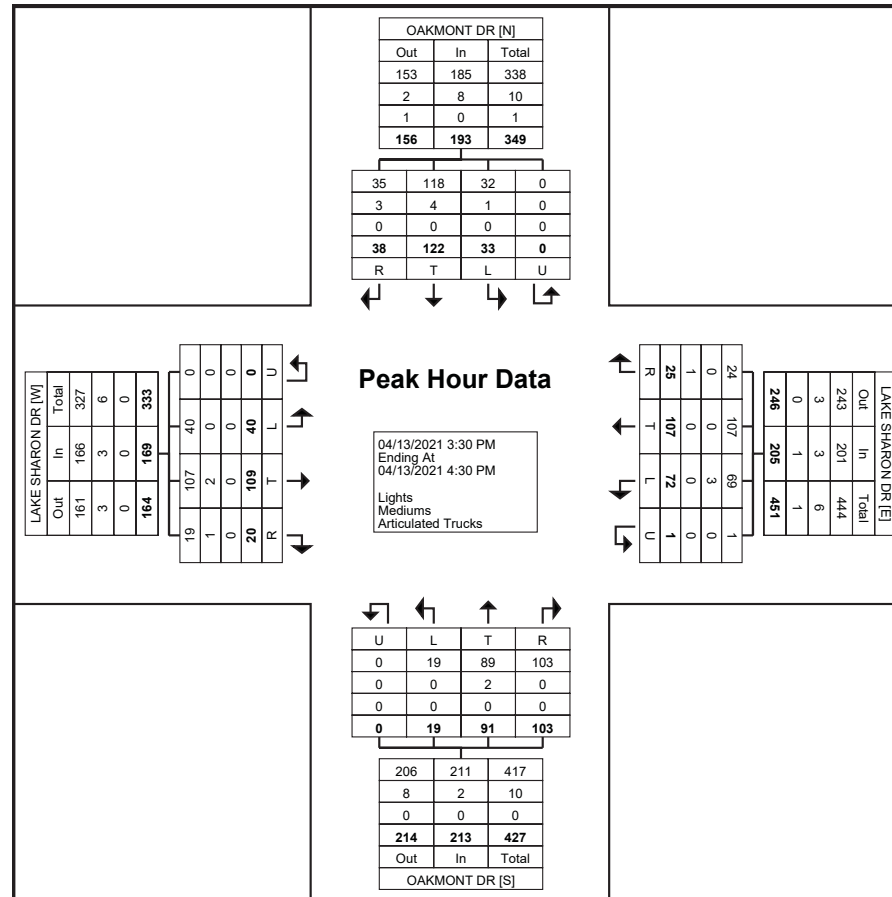 OAKMONT DR [N]
Out In Total
153 185 338
2 8 10
1 0 1
156 193 349
35 118 32 0
3 4 1 0
0 0 0 0
38 122 33 0
R T L U
LAKE SHARON DR [W]
Out In Total
161 166 327
3 3 6
0 0 0
164 169 333
19 107 40 0
1 2 0 0
0 0 0 0
20 109 40 0
R T L U
Peak Hour Data
04/13/2021 3:30 PM
Ending At
04/13/2021 4:30 PM
Lights
Mediums
Articulated Trucks
LAKE SHARON DR [E]
Out In Total
243 201 444
3 3 6
0 1 1
246 205 451
24 107 69 1
0 0 3 0
1 0 0 0
25 107 72 1
R T L U
U L T R
0 19 89 103
0 0 2 0
0 0 0 0
0 19 91 103
206 211 417
8 2 10
0 0 0
214 213 427
Out In Total
OAKMONT DR [S]